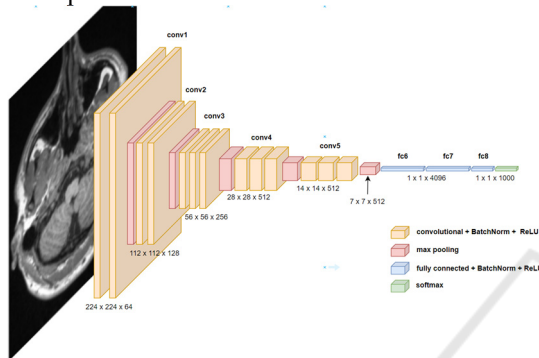 conv1
conv2
conv3
conv4
conv5
fc6
fc7
fc8
1 x 1 x 4096
1 x 1 x 1000
28 x 28 x 512
14 x 14 x 512
7 x 7 x 512
56 x 56 x 256
112 x 112 x 128
224 x 224 x 64
convolutional + BatchNorm + ReLU
max pooling
fully connected + BatchNorm + ReL
softmax